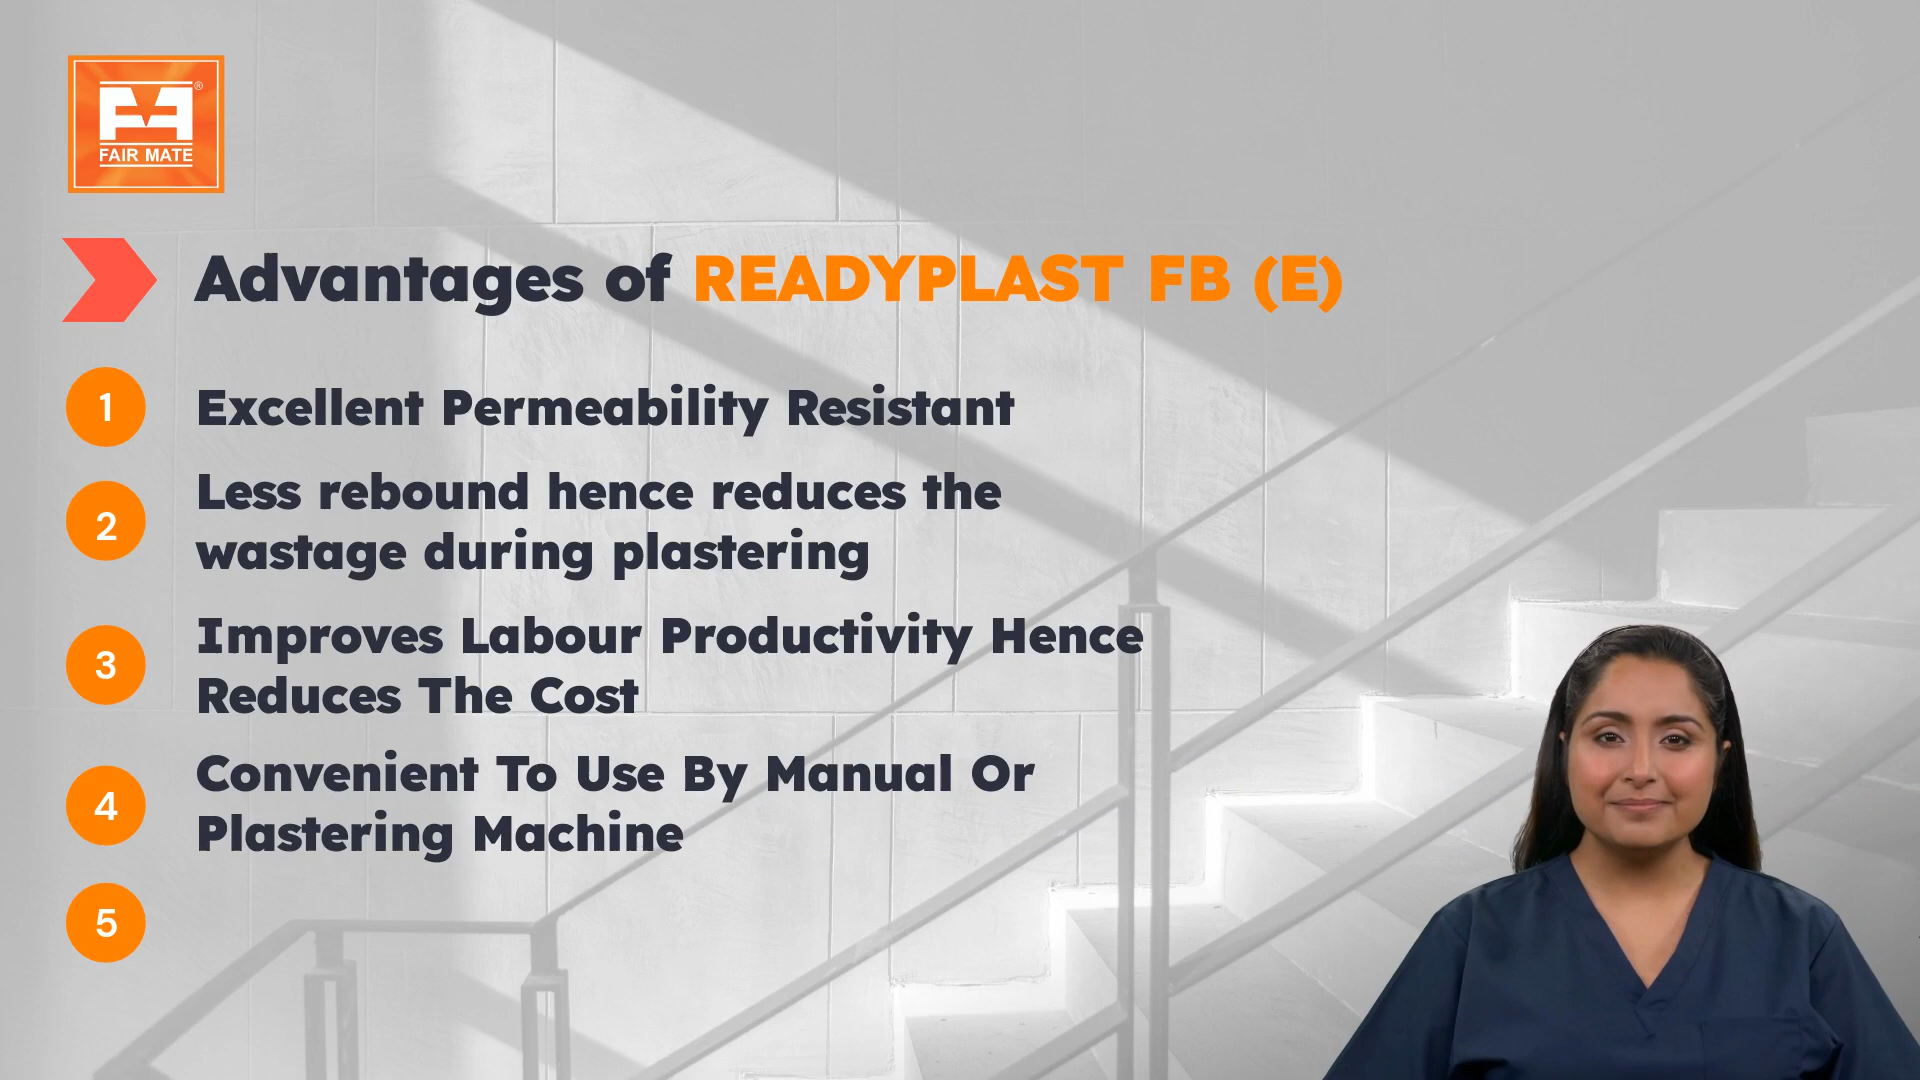 FAIR MATE
®
Advantages of READYPLAST FB (E)
1 Excellent Permeability Resistant
2 Less rebound hence reduces the
wastage during plastering
3 Improves Labour Productivity Hence
Reduces The Cost
4 Convenient To Use By Manual Or
Plastering Machine
5